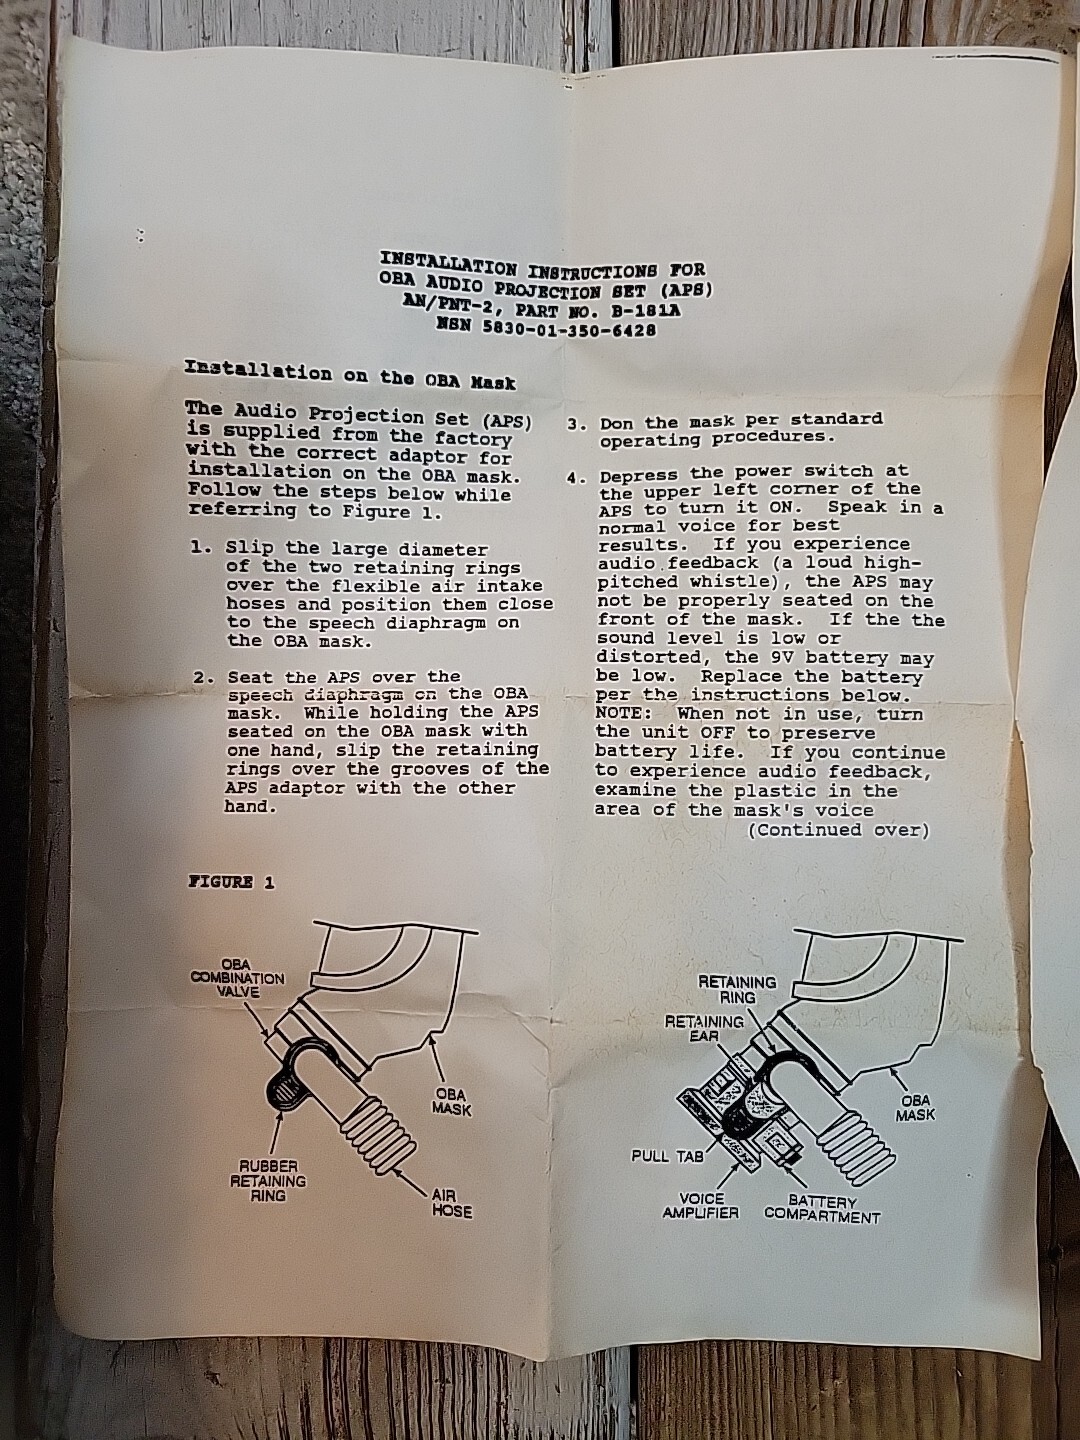 INSTALLATION INSTRUCTIONS FOR
OBA AUDIO PROJECTION SET (APS)
AN/PNT-2, PART NO. B-181A
NSN 5830-01-350-6428
Installation on the OBA Mask
The Audio Projection Set (APS)
is supplied from the factory
with the correct adaptor for
installation on the OBA mask.
Follow the steps below while
referring to Figure 1.
1. Slip the large diameter
of the two retaining rings
over the flexible air intake
hoses and position them close
to the speech diaphragm on
the OBA mask.
2. Seat the APS over the
speech diaphragm on the OBA
mask. While holding the APS
seated on the OBA mask with
one hand, slip the retaining
rings over the grooves of the
APS adaptor with the other
hand.
3. Don the mask per standard
operating procedures.
4. Depress the power switch at
the upper left corner of the
APS to turn it ON. Speak in a
normal voice for best
results. If you experience
audio feedback (a loud high-
pitched whistle), the APS may
not be properly seated on the
front of the mask. If the the
sound level is low or
distorted, the 9V battery may
be low. Replace the battery
per the instructions below.
NOTE: When not in use, turn
the unit OFF to preserve
battery life. If you continue
to experience audio feedback,
examine the plastic in the
area of the mask's voice
(Continued over)
FIGURE 1
OBA
COMBINATION
VALVE
OBA
MASK
RUBBER
RETAINING
RING
AIR
HOSE
RETAINING
RING
RETAINING
EAR
OBA
MASK
PULL TAB
VOICE
AMPLIFIER
BATTERY
COMPARTMENT